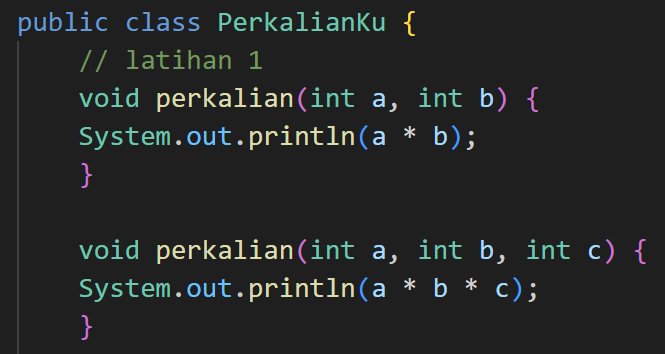 public class PerkalianKu {
// latihan 1
void perkalian(int a, int b) {
System.out.println(a * b);
}
void perkalian(int a, int b, int c) {
System.out.println(a * b * c);
}